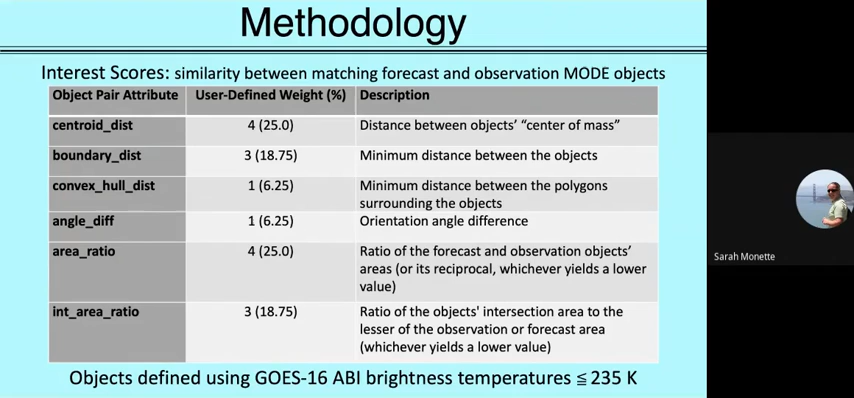 Methodology
Interest Scores: similarity between matching forecast and observation MODE objects
Object Pair Attribute User-Defined Weight (%) Description
centroid_dist 4 (25.0) Distance between objects' “center of mass”
boundary_dist 3 (18.75) Minimum distance between the objects
convex_hull_dist 1 (6.25) Minimum distance between the polygons
surrounding the objects
angle_diff 1 (6.25) Orientation angle difference
area_ratio 4 (25.0) Ratio of the forecast and observation objects'
areas (or its reciprocal, whichever yields a lower
value)
int_area_ratio 3 (18.75) Ratio of the objects' intersection area to the
lesser of the observation or forecast area
(whichever yields a lower value)
Objects defined using GOES-16 ABI brightness temperatures ≦ 235 K
Sarah Monette